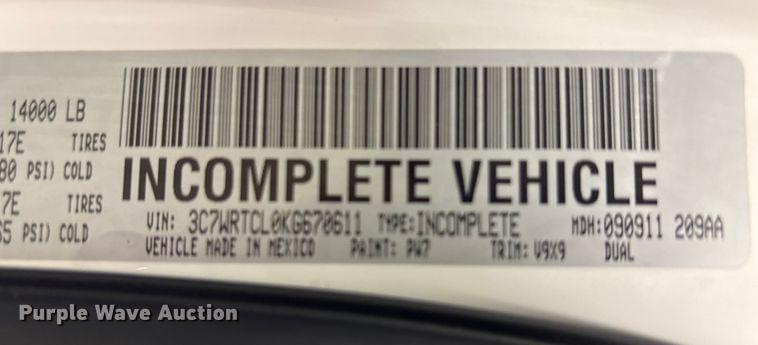 14000 LB
17E TIRES
80 PSI) COLD
INCOMPLETE VEHICLE
7E TIRES
65 PSI) COLD
VIN: 3C7WRTCL0KG670611 TYPE:INCOMPLETE MDH:090911 209AA
VEHICLE MADE IN MEXICO PAINT: PW7 TRIM: V9X9 DUAL
Purple Wave Auction